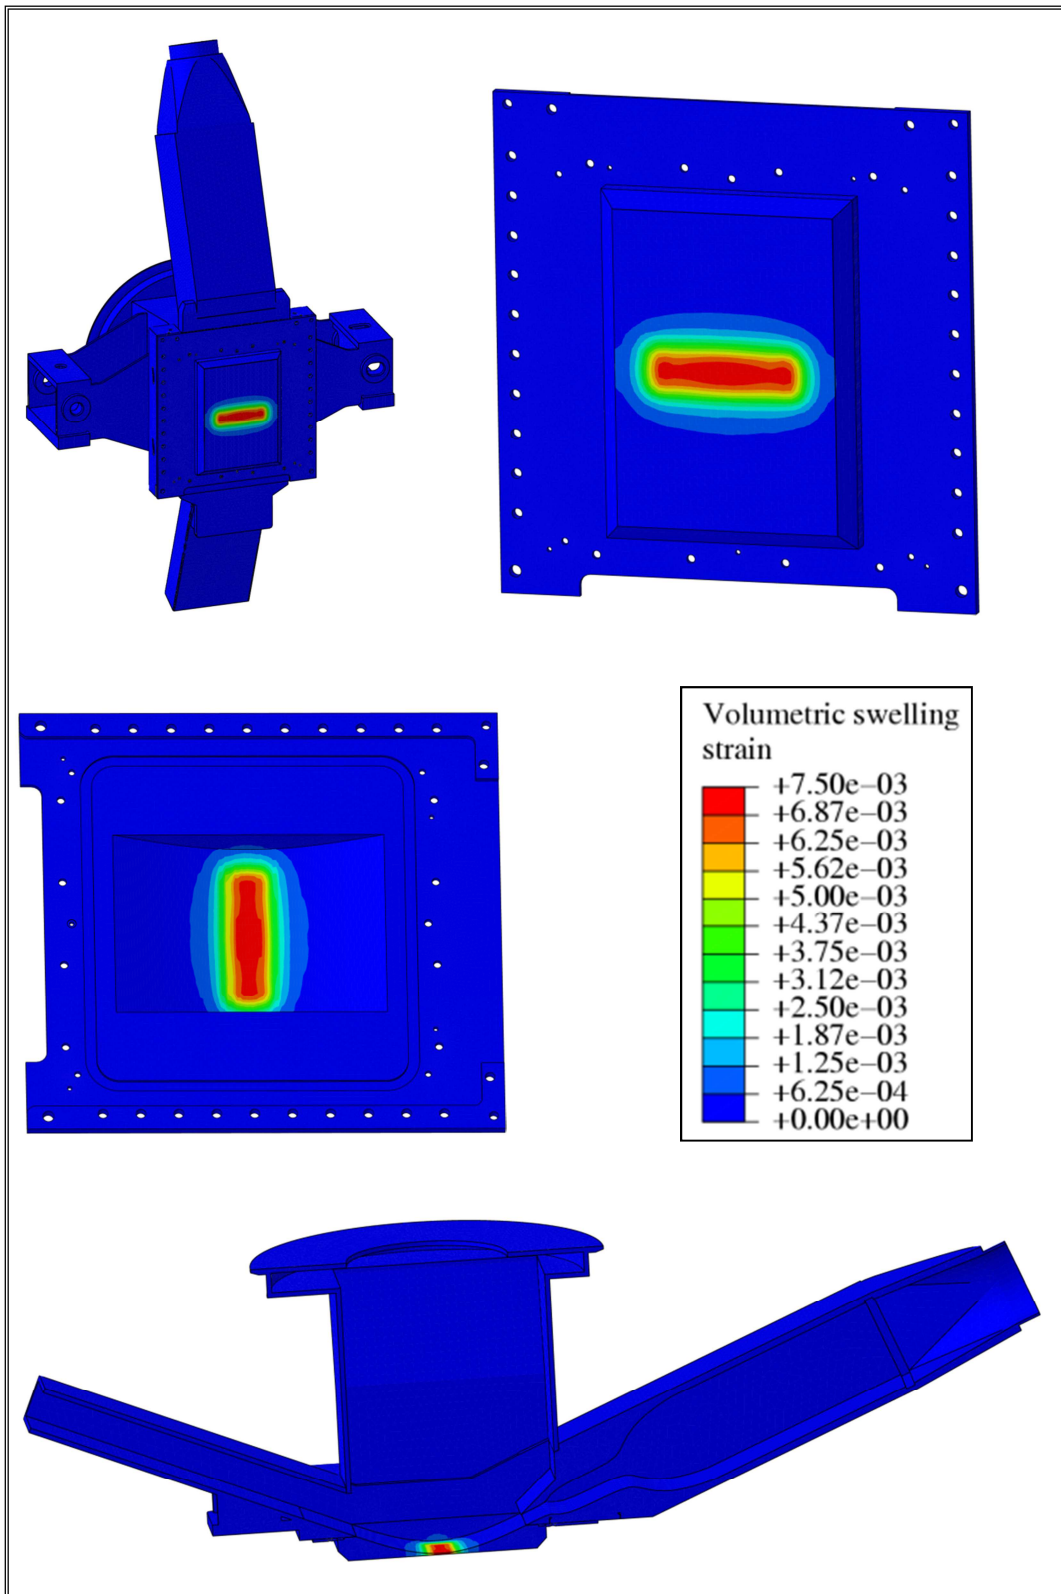 Volumetric swelling
strain
+7.50e−03
+6.87e−03
+6.25e−03
+5.62e−03
+5.00e−03
+4.37e−03
+3.75e−03
+3.12e−03
+2.50e−03
+1.87e−03
+1.25e−03
+6.25e−04
+0.00e+00